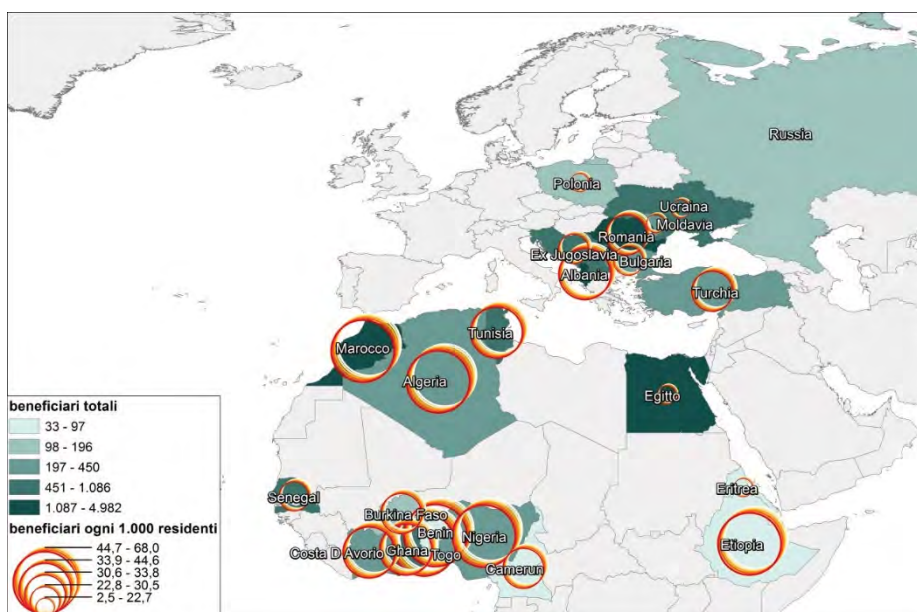 Russia
Polonia
Ucraina
Moldavia
Romania
Ex Jugoslavia
Bulgaria
Albania
Turchia
Tunisia
Marocco
Algeria
Egitto
beneficiari totali
33 - 97
98 - 196
197 - 450
451 - 1.086
1.087 - 4.982
Senegal
Eritrea
Burkina Faso
Benin
Nigeria
Costa D Avorio
Ghana
Togo
Etiopia
Camerun
beneficiari ogni 1.000 residenti
44,7 - 68,0
33,9 - 44,6
30,6 - 33,8
22,8 - 30,5
2,5 - 22,7